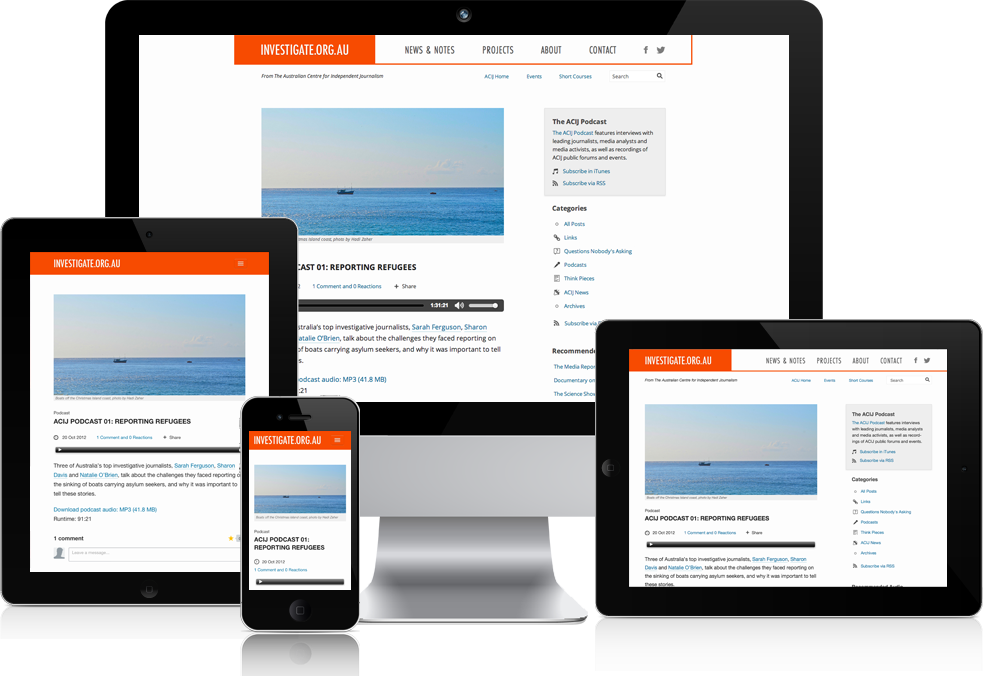 INVESTIGATE.ORG.AU
NEWS & NOTES PROJECTS ABOUT CONTACT
From The Australian Centre for Independent Journalism
ACIJ Home Events Short Courses Search
The ACIJ Podcast
The ACIJ Podcast features interviews with
leading journalists, media analysts and
media activists, as well as recordings of
ACIJ public forums and events.
Subscribe in iTunes
Subscribe via RSS
Categories
All Posts
Links
Questions Nobody's Asking
Podcasts
Think Pieces
ACIJ News
Archives
Subscribe via
Recommende
The Media Repor
Documentary on
The Science Show
mas Island coast, photo by Hadi Zaher
CAST 01: REPORTING REFUGEES
2 1 Comment and 0 Reactions + Share
1:31:21
ustralia's top investigative journalists, Sarah Ferguson, Sharon
atalie O'Brien, talk about the challenges they faced reporting on
of boats carrying asylum seekers, and why it was important to tell
s.
podcast audio: MP3 (41.8 MB)
:21
INVESTIGATE.ORG.AU
Boats off the Christmas Island coast, photo by Hadi Zaher
Podcast
ACIJ PODCAST 01: REPORTING REFUGEES
20 Oct 2012 1 Comment and 0 Reactions + Share
Three of Australia's top investigative journalists, Sarah Ferguson, Sharon
Davis and Natalie O'Brien, talk about the challenges they faced reporting o
the sinking of boats carrying asylum seekers, and why it was important to
tell these stories.
Download podcast audio: MP3 (41.8 MB)
Runtime: 91:21
1 comment
Leave a message...
INVESTIGATE.ORG.AU
Boats off the Christmas Island coast, photo by Hadi Zaher
Podcast
ACIJ PODCAST 01:
REPORTING REFUGEES
20 Oct 2012
1 Comment and 0 Reactions
INVESTIGATE.ORG.AU
NEWS & NOTES PROJECTS ABOUT CONTACT
From The Australian Centre for Independent Journalism
ACIJ Home Events Short Courses Search
Boats off the Christmas Island coast, photo by Hadi Zaher
Podcast
ACIJ PODCAST 01: REPORTING REFUGEES
20 Oct 2012 1 Comment and 0 Reactions + Share
Three of Australia's top investigative journalists, Sarah Ferguson, Sharon
Davis and Natalie O'Brien, talk about the challenges they faced reporting on
the sinking of boats carrying asylum seekers, and why it was important to tell
these stories.
The ACIJ Podcast
The ACIJ Podcast features interviews
with leading journalists, media analysts
and media activists, as well as record-
ings of ACIJ public forums and events.
Subscribe in iTunes
Subscribe via RSS
Categories
All Posts
Links
Questions Nobody's Asking
Podcasts
Think Pieces
ACIJ News
Archives
Subscribe via RSS
Recommended Audio